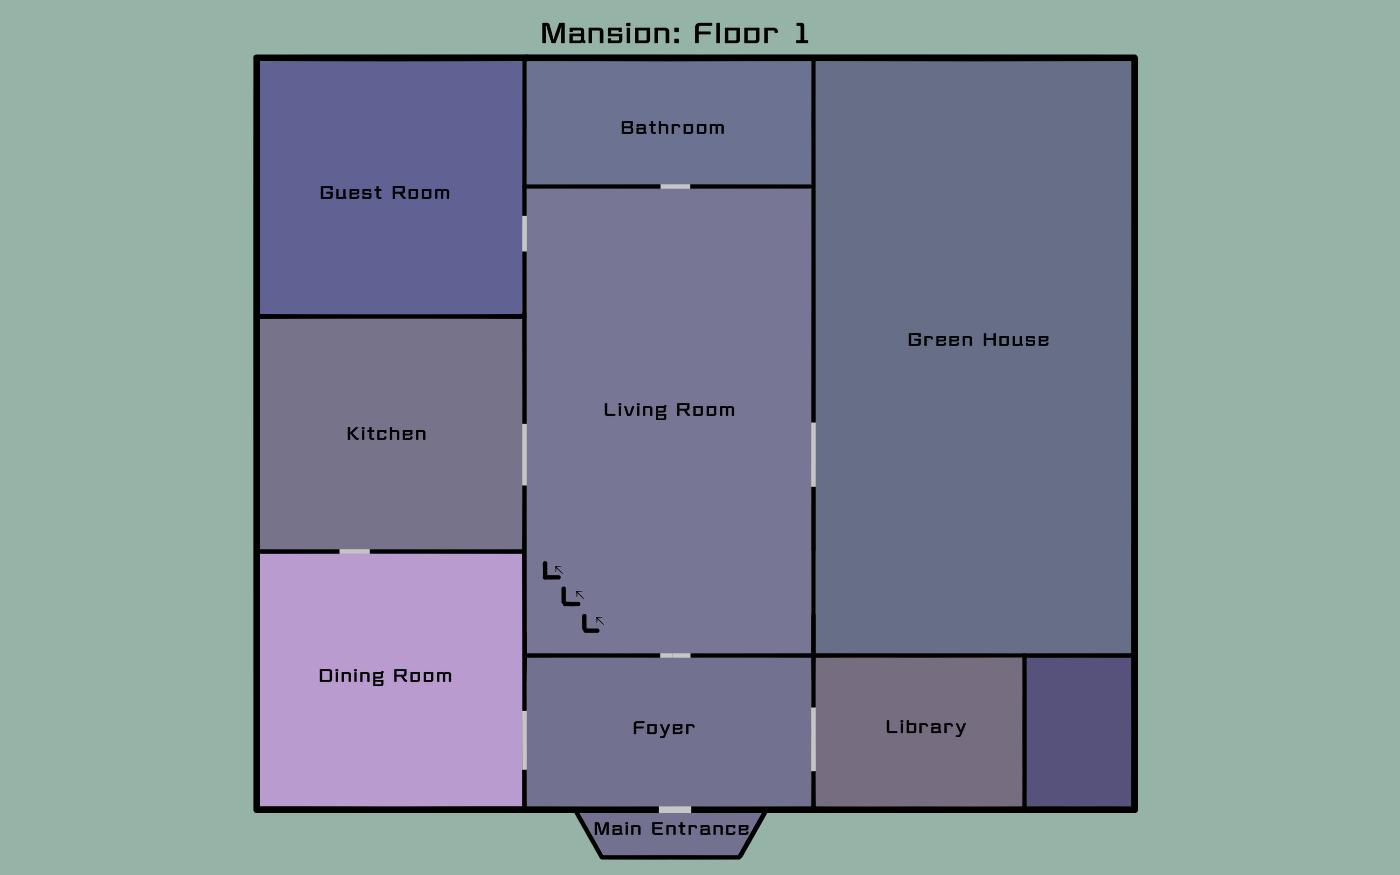 Mansion: Floor 1
Bathroom
Guest Room
Green House
Living Room
Kitchen
Dining Room
Foyer
Library
Main Entrance